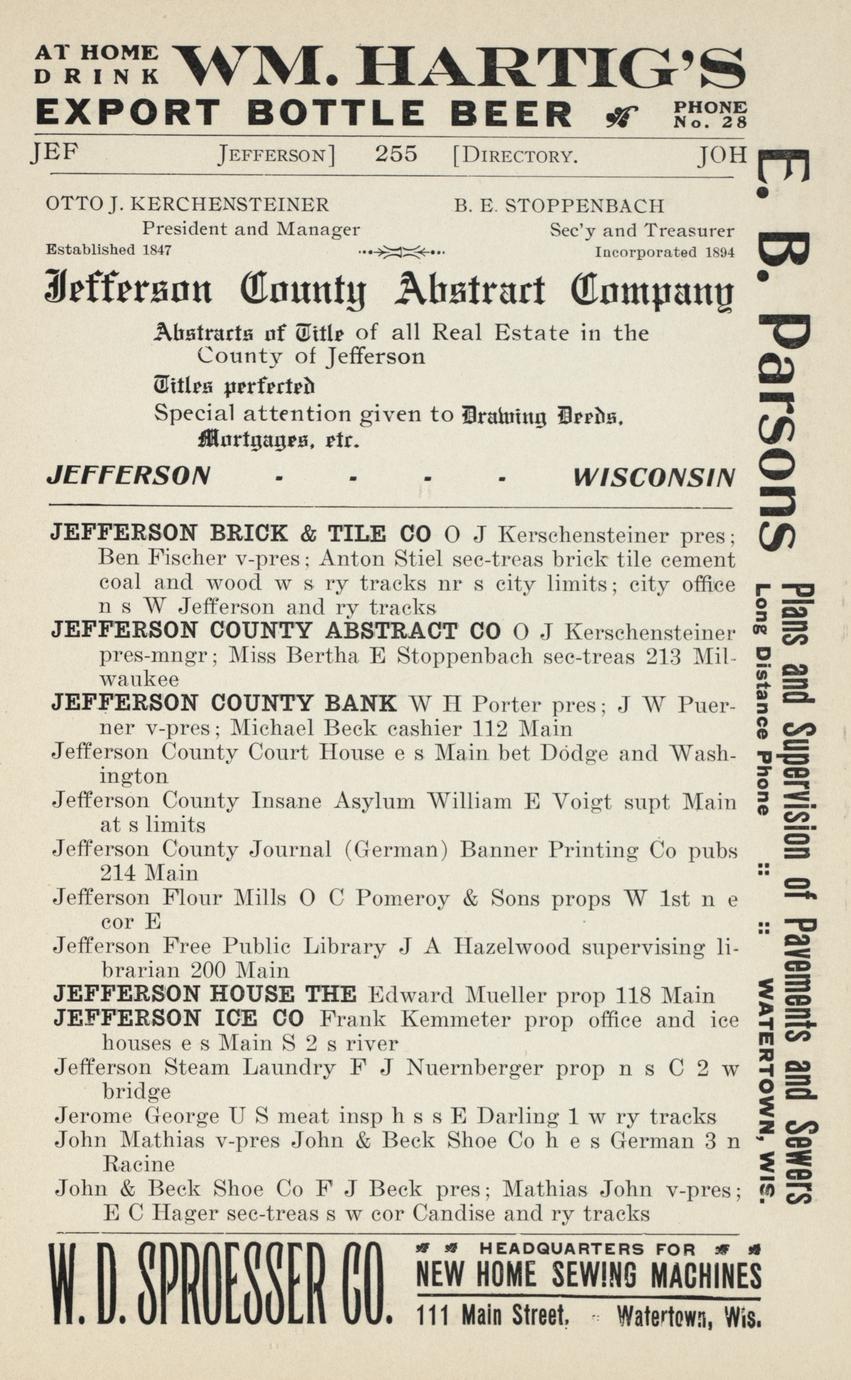 AT HOME
DRINK WM. HARTIG'S
EXPORT BOTTLE BEER PHONE
No. 28
JEF JEFFERSON] 255 [DIRECTORY. JOH
OTTO J. KERCHENSTEINER B. E. STOPPENBACH
President and Manager Sec'y and Treasurer
Established 1847 Incorporated 1894
Jefferson County Abstract Company
Abstracts of Title of all Real Estate in the
County of Jefferson
Titles perfected
Special attention given to Drawing Deeds,
Mortgages, etc.
JEFFERSON - - - - WISCONSIN
JEFFERSON BRICK & TILE CO O J Kerschensteiner pres;
Ben Fischer v-pres; Anton Stiel sec-treas brick tile cement
coal and wood w s ry tracks nr s city limits; city office
n s W Jefferson and ry tracks
JEFFERSON COUNTY ABSTRACT CO O J Kerschensteiner
pres-mngr; Miss Bertha E Stoppenbach sec-treas 213 Mil-
waukee
JEFFERSON COUNTY BANK W H Porter pres; J W Puer-
ner v-pres; Michael Beck cashier 112 Main
Jefferson County Court House e s Main bet Dodge and Wash-
ington
Jefferson County Insane Asylum William E Voigt supt Main
at s limits
Jefferson County Journal (German) Banner Printing Co pubs
214 Main
Jefferson Flour Mills O C Pomeroy & Sons props W 1st n e
cor E
Jefferson Free Public Library J A Hazelwood supervising li-
brarian 200 Main
JEFFERSON HOUSE THE Edward Mueller prop 118 Main
JEFFERSON ICE CO Frank Kemmeter prop office and ice
houses e s Main S 2 s river
Jefferson Steam Laundry F J Nuernberger prop n s C 2 w
bridge
Jerome George U S meat insp h s s E Darling 1 w ry tracks
John Mathias v-pres John & Beck Shoe Co h e s German 3 n
Racine
John & Beck Shoe Co F J Beck pres; Mathias John v-pres;
E C Hager sec-treas s w cor Candise and ry tracks
E. B. Parsons
Plans and Supervision of Pavements and Sewers
Long Distance Phone :: :: WATERTOWN, WIS.
W. D. SPROESSER CO.
HEADQUARTERS FOR
NEW HOME SEWING MACHINES
111 Main Street, - Watertown, Wis.